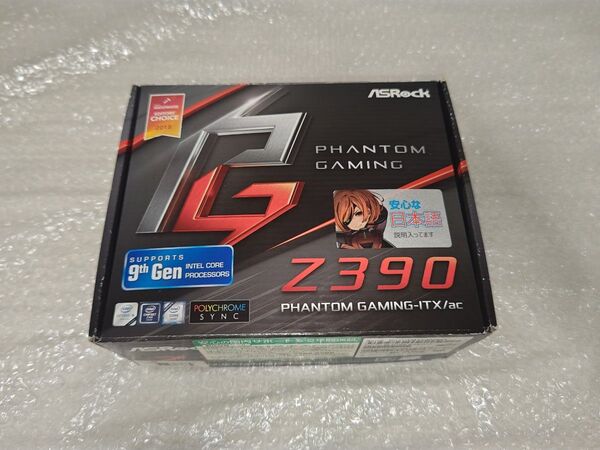 ASRock
EDITORS'
CHOICE
2018
PHANTOM
GAMING
安心な
日本語
説明入ってます
SUPPORTS
9th Gen
INTEL CORE
PROCESSORS
Z390
PHANTOM GAMING-ITX/ac
POLYCHROME
SYNC